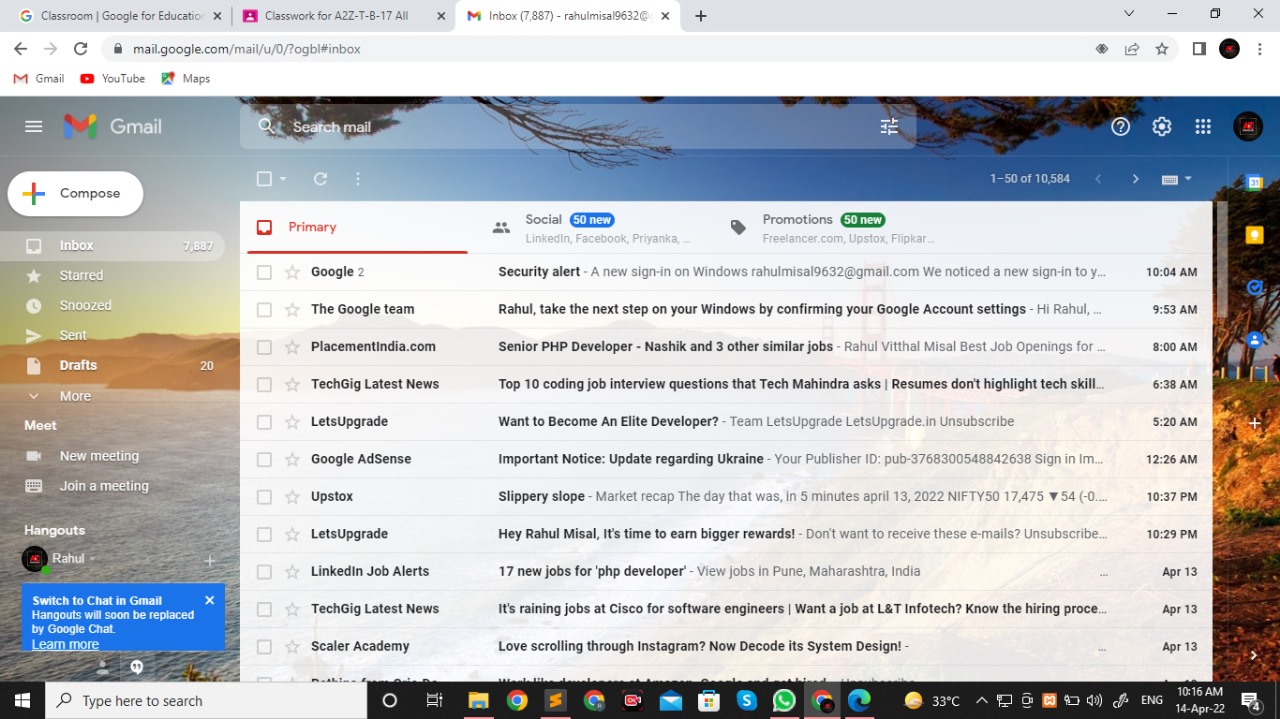 Classroom | Google for Educatio
Classwork for A2Z-T-B-17 All
Inbox (7,887) - rahulmisal9632@
mail.google.com/mail/u/0/?ogbl#inbox
Gmail
YouTube
Maps
Gmail
Search mail
Compose
1–50 of 10,584
Inbox 7,887
Starred
Snoozed
Sent
Drafts 20
More
Meet
New meeting
Join a meeting
Hangouts
Rahul
Switch to Chat in Gmail
Hangouts will soon be replaced
by Google Chat.
Learn more
Primary
Social 50 new
LinkedIn, Facebook, Priyanka, ...
Promotions 50 new
Freelancer.com, Upstox, Flipkar...
Google 2 Security alert - A new sign-in on Windows rahulmisal9632@gmail.com We noticed a new sign-in to y... 10:04 AM
The Google team Rahul, take the next step on your Windows by confirming your Google Account settings - Hi Rahul, ... 9:53 AM
PlacementIndia.com Senior PHP Developer - Nashik and 3 other similar jobs - Rahul Vitthal Misal Best Job Openings for ... 8:00 AM
TechGig Latest News Top 10 coding job interview questions that Tech Mahindra asks | Resumes don't highlight tech skill... 6:38 AM
LetsUpgrade Want to Become An Elite Developer? - Team LetsUpgrade LetsUpgrade.in Unsubscribe 5:20 AM
Google AdSense Important Notice: Update regarding Ukraine - Your Publisher ID: pub-3768300548842638 Sign in Im... 12:26 AM
Upstox Slippery slope - Market recap The day that was, in 5 minutes april 13, 2022 NIFTY50 17,475 ▼54 (-0.... 10:37 PM
LetsUpgrade Hey Rahul Misal, It's time to earn bigger rewards! - Don't want to receive these e-mails? Unsubscribe... 10:29 PM
LinkedIn Job Alerts 17 new jobs for 'php developer' - View jobs in Pune, Maharashtra, India ... Apr 13
TechGig Latest News It's raining jobs at Cisco for software engineers | Want a job at L&T Infotech? Know the hiring proce... Apr 13
Scaler Academy Love scrolling through Instagram? Now Decode its System Design! - ... Apr 13
Type here to search
33°C
ENG
10:16 AM
14-Apr-22
4